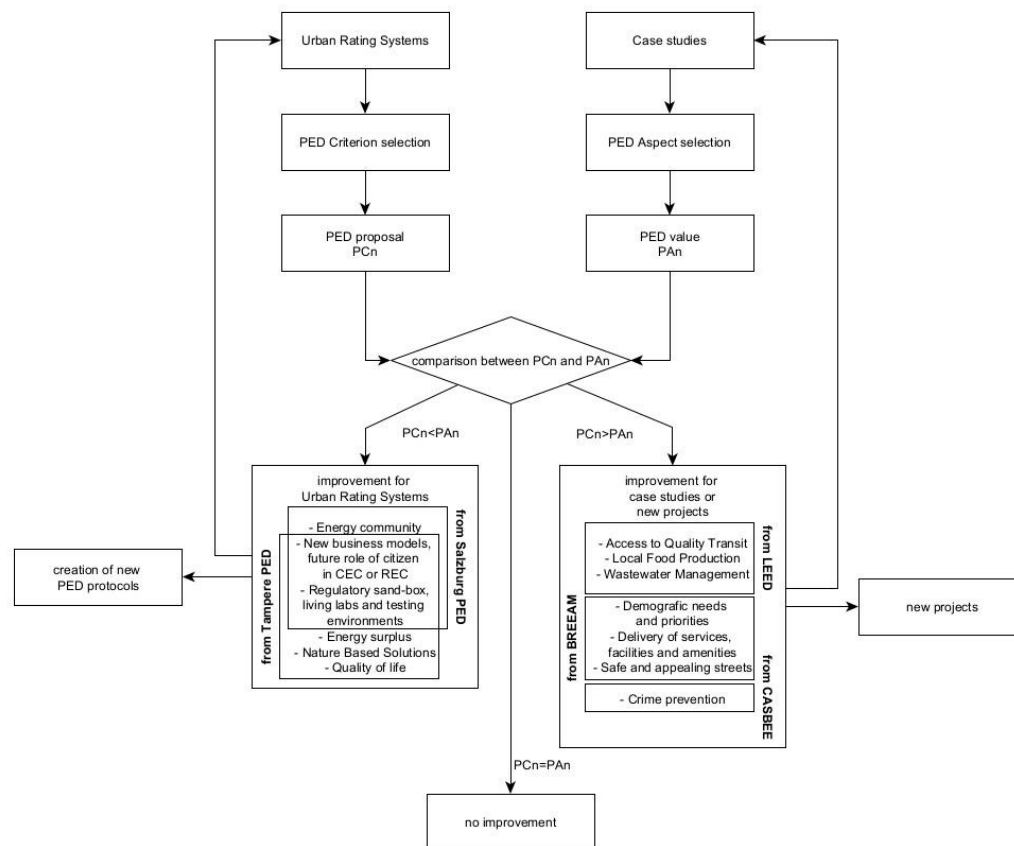 Urban Rating Systems
Case studies
PED Criterion selection
PED Aspect selection
PED proposal
PCn
PED value
PAn
comparison between PCn and PAn
PCn<PAn
PCn>PAn
improvement for
Urban Rating Systems
- Energy community
- New business models,
future role of citizen
in CEC or REC
- Regulatory sand-box,
living labs and testing
environments
- Energy surplus
- Nature Based Solutions
- Quality of life
from Tampere PED
from Salzburg PED
creation of new
PED protocols
improvement for
case studies or
new projects
- Access to Quality Transit
- Local Food Production
- Wastewater Management
- Demografic needs
and priorities
- Delivery of services,
facilities and amenities
- Safe and appealing streets
- Crime prevention
from BREEAM
from LEED
from CASBEE
new projects
PCn=PAn
no improvement